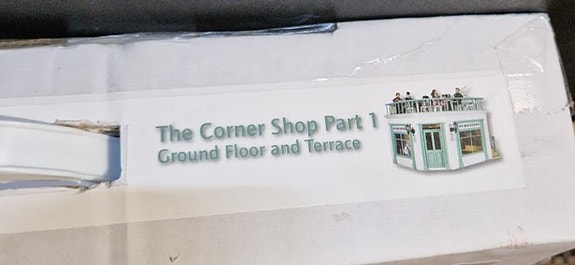 The Corner Shop Part 1
Ground Floor and Terrace